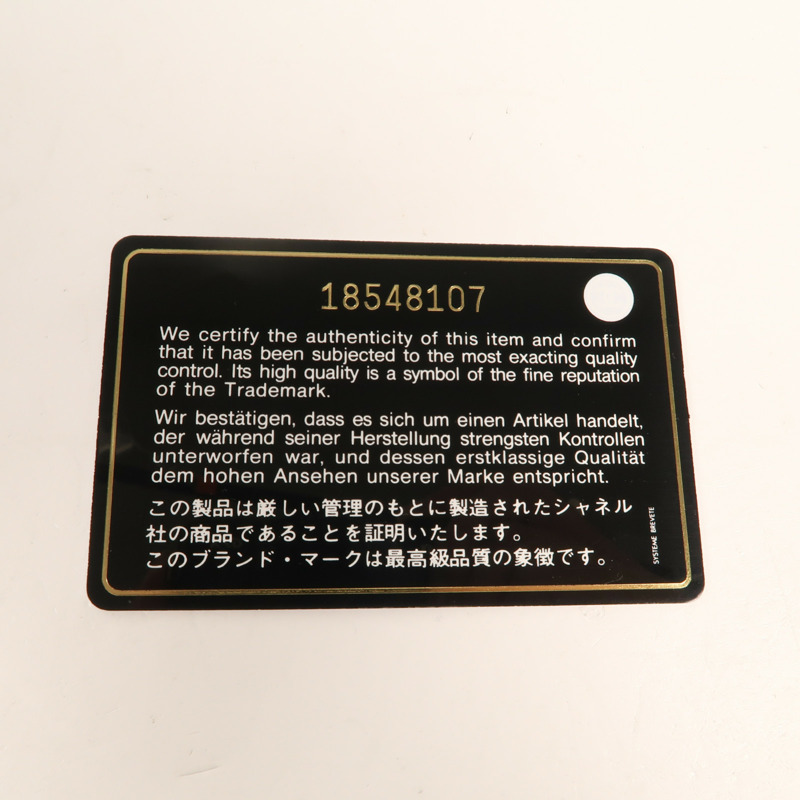 18548107
We certify the authenticity of this item and confirm
that it has been subjected to the most exacting quality
control. Its high quality is a symbol of the fine reputation
of the Trademark.
Wir bestätigen, dass es sich um einen Artikel handelt,
der während seiner Herstellung strengsten Kontrollen
unterworfen war, und dessen erstklassige Qualität
dem hohen Ansehen unserer Marke entspricht.
この製品は厳しい管理のもとに製造されたシャネル
社の商品であることを証明いたします。
このブランド・マークは最高級品質の象徴です。
SYSTEME BREVETE